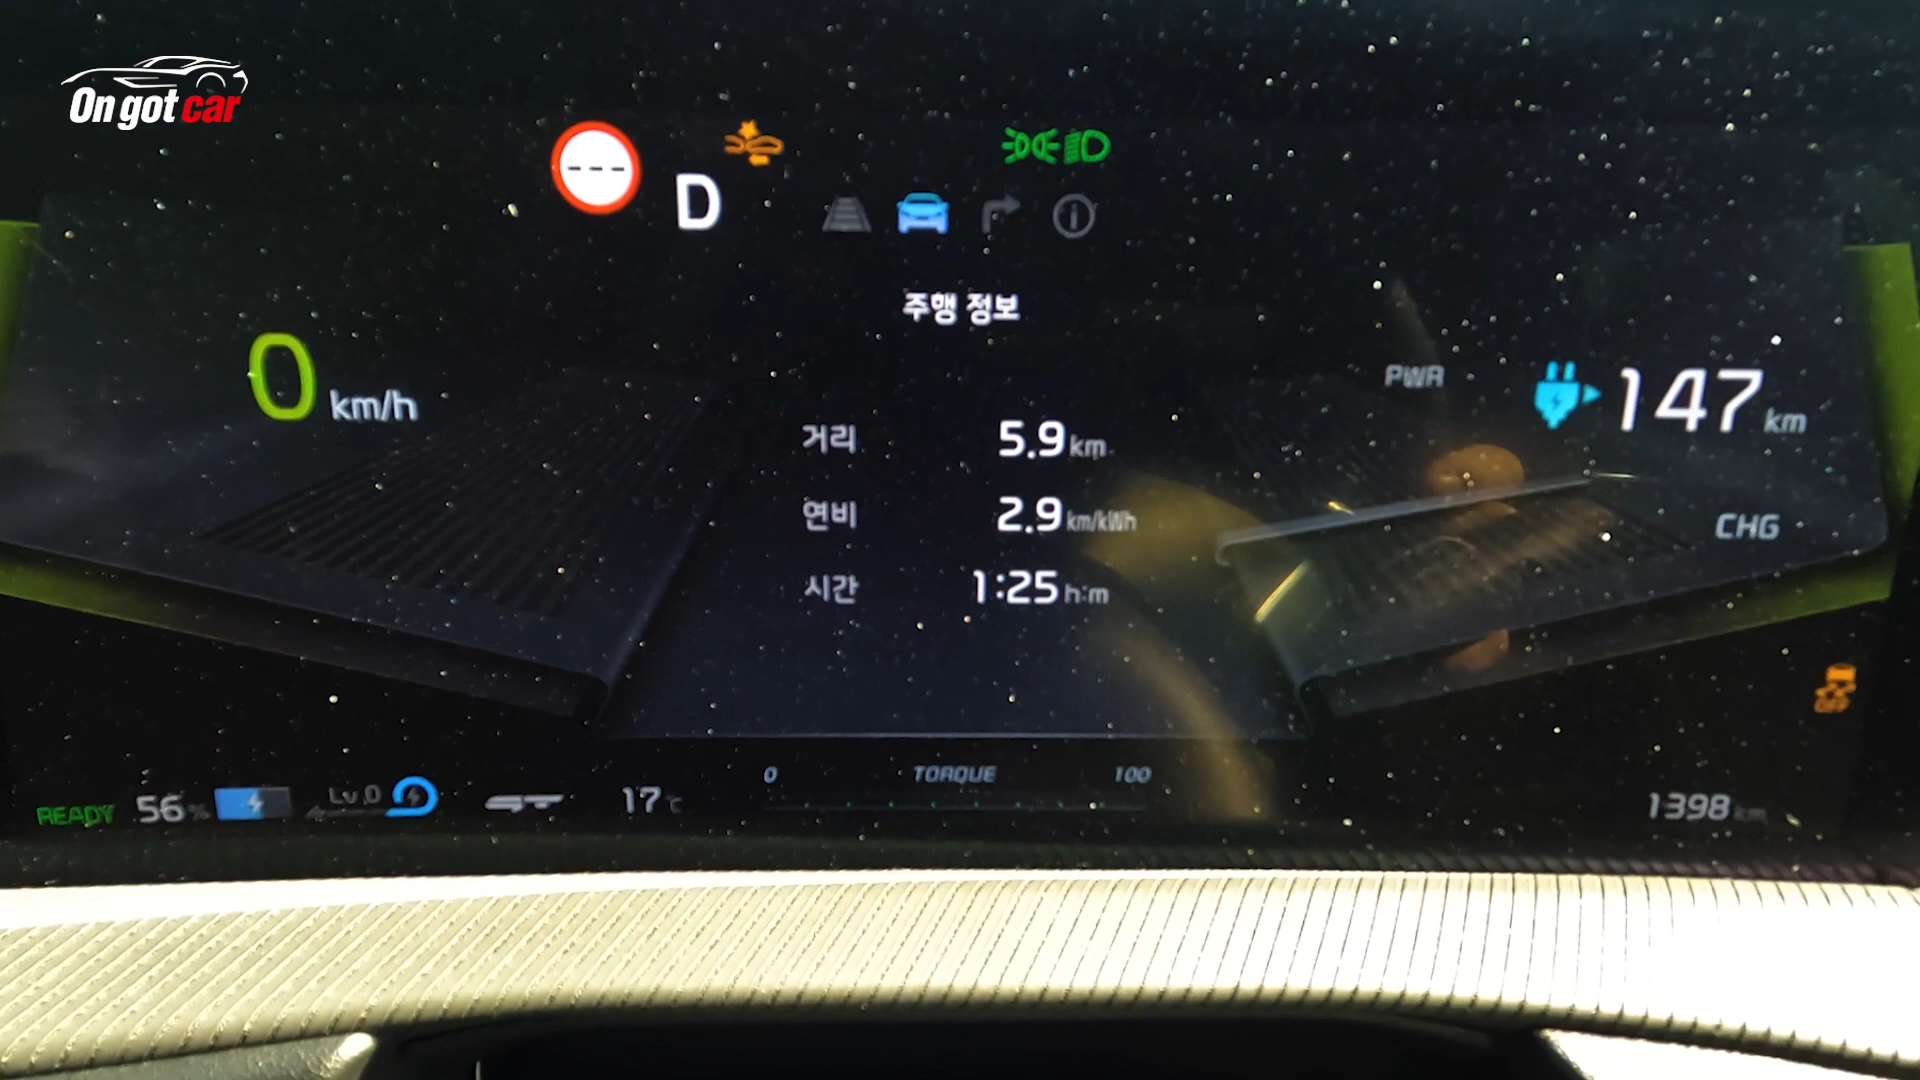 On got car
---
D
주행 정보
0 km/h
PWR
147 km
거리 5.9 km
연비 2.9 km/kWh
CHG
시간 1:25 h:m
OFF
0 TORQUE 100
READY 56 % Lv.0 17 ℃
1398 km